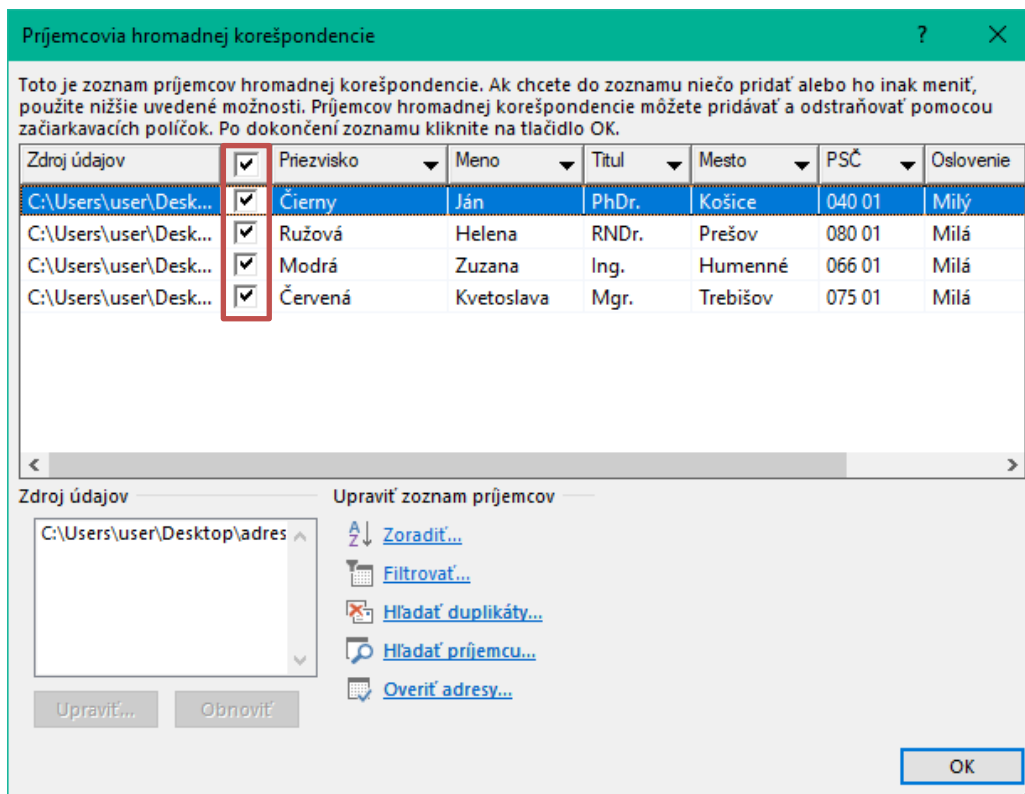 Príjemcovia hromadnej korešpondencie
Toto je zoznam príjemcov hromadnej korešpondencie. Ak chcete do zoznamu niečo pridať alebo ho inak meniť,
použite nižšie uvedené možnosti. Príjemcov hromadnej korešpondencie môžete pridávať a odstraňovať pomocou
začiarkavacích políčok. Po dokončení zoznamu kliknite na tlačidlo OK.
Zdroj údajov Priezvisko Meno Titul Mesto PSČ Oslovenie
C:\Users\user\Desk... Čierny Ján PhDr. Košice 040 01 Milý
C:\Users\user\Desk... Ružová Helena RNDr. Prešov 080 01 Milá
C:\Users\user\Desk... Modrá Zuzana Ing. Humenné 066 01 Milá
C:\Users\user\Desk... Červená Kvetoslava Mgr. Trebišov 075 01 Milá
Zdroj údajov
C:\Users\user\Desktop\adres
Upraviť... Obnoviť
Upraviť zoznam príjemcov
Zoradiť...
Filtrovať...
Hľadať duplikáty...
Hľadať príjemcu...
Overiť adresy...
OK